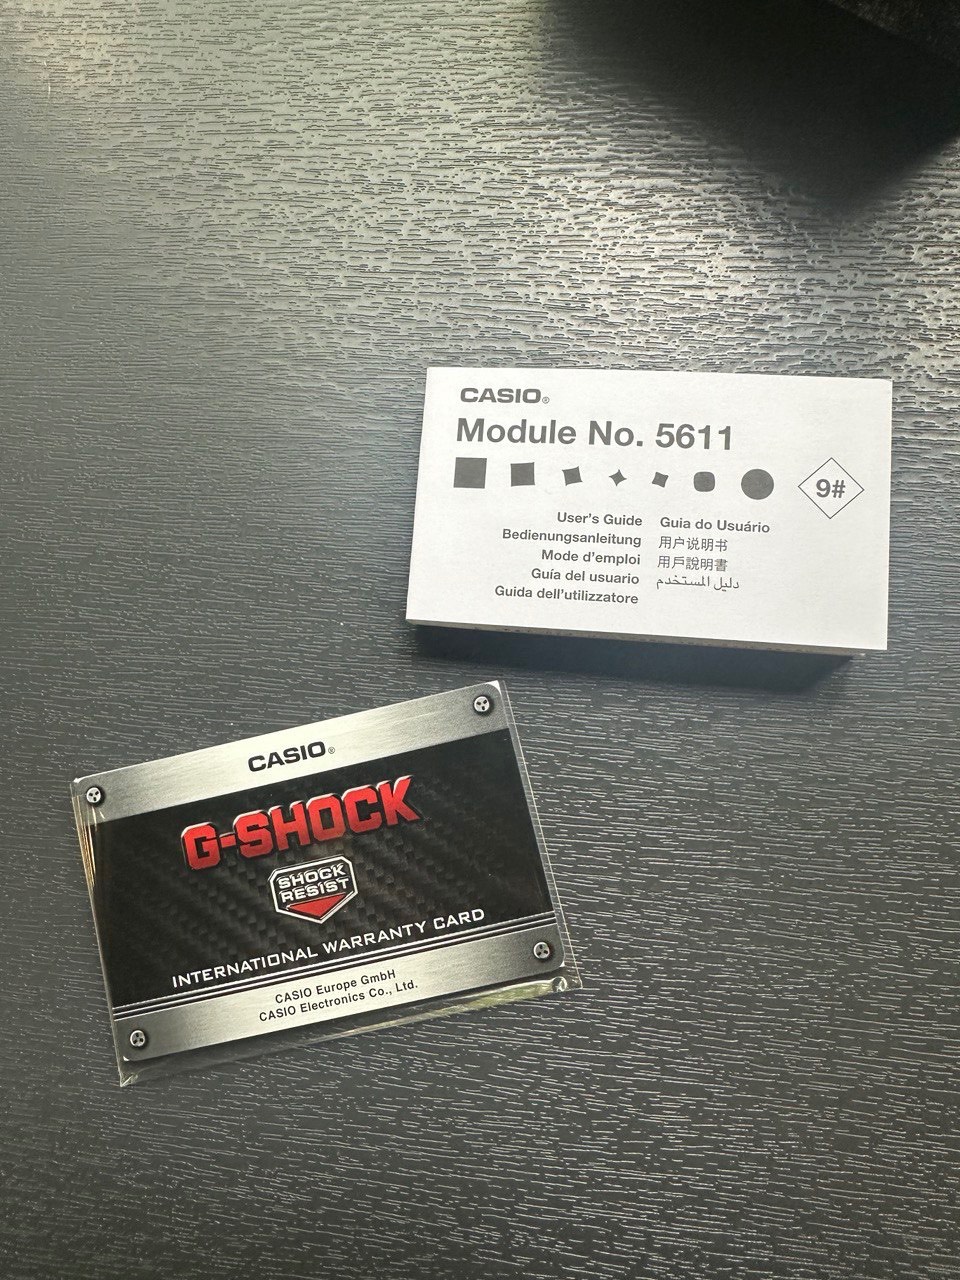 CASIO®
Module No. 5611
9#
User's Guide
Bedienungsanleitung
Mode d'emploi
Guía del usuario
Guida dell'utilizzatore
Guia do Usuário
用户说明书
用戶說明書
دليل المستخدم
CASIO®
G-SHOCK
SHOCK
RESIST
INTERNATIONAL WARRANTY CARD
CASIO Europe GmbH
CASIO Electronics Co., Ltd.